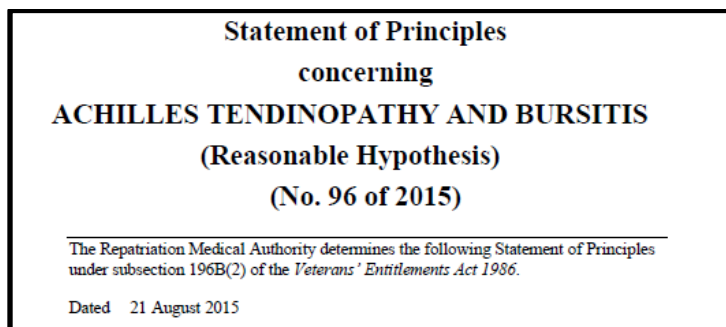 Statement of Principles
concerning
ACHILLES TENDINOPATHY AND BURSITIS
(Reasonable Hypothesis)
(No. 96 of 2015)
The Repatriation Medical Authority determines the following Statement of Principles
under subsection 196B(2) of the Veterans' Entitlements Act 1986.
Dated 21 August 2015